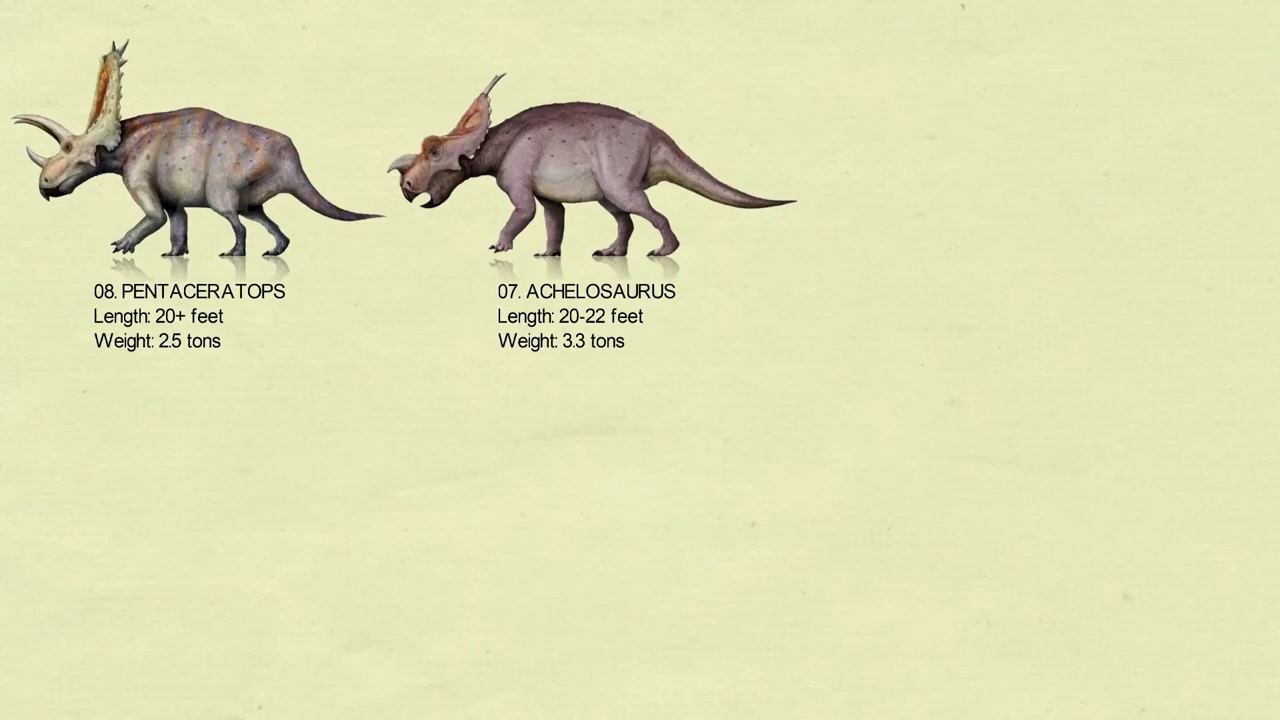 08. PENTACERATOPS
Length: 20+ feet
Weight: 2.5 tons
07. ACHELOSAURUS
Length: 20-22 feet
Weight: 3.3 tons